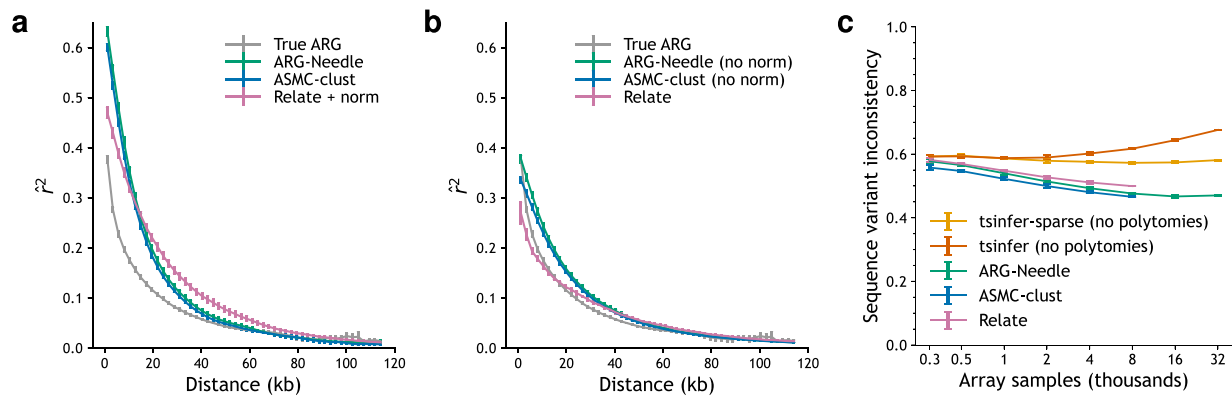 a
True ARG
ARG-Needle
ASMC-clust
Relate + norm
0.6
0.5
0.4
0.3
0.2
0.1
0.0
r̂²
0 20 40 60 80 100 120
Distance (kb)
b
True ARG
ARG-Needle (no norm)
ASMC-clust (no norm)
Relate
0.6
0.5
0.4
0.3
0.2
0.1
0.0
r̂²
0 20 40 60 80 100 120
Distance (kb)
c
1.0
0.8
0.6
0.4
0.2
0.0
Sequence variant inconsistency
tsinfer-sparse (no polytomies)
tsinfer (no polytomies)
ARG-Needle
ASMC-clust
Relate
0.3 0.5 1 2 4 8 16 32
Array samples (thousands)